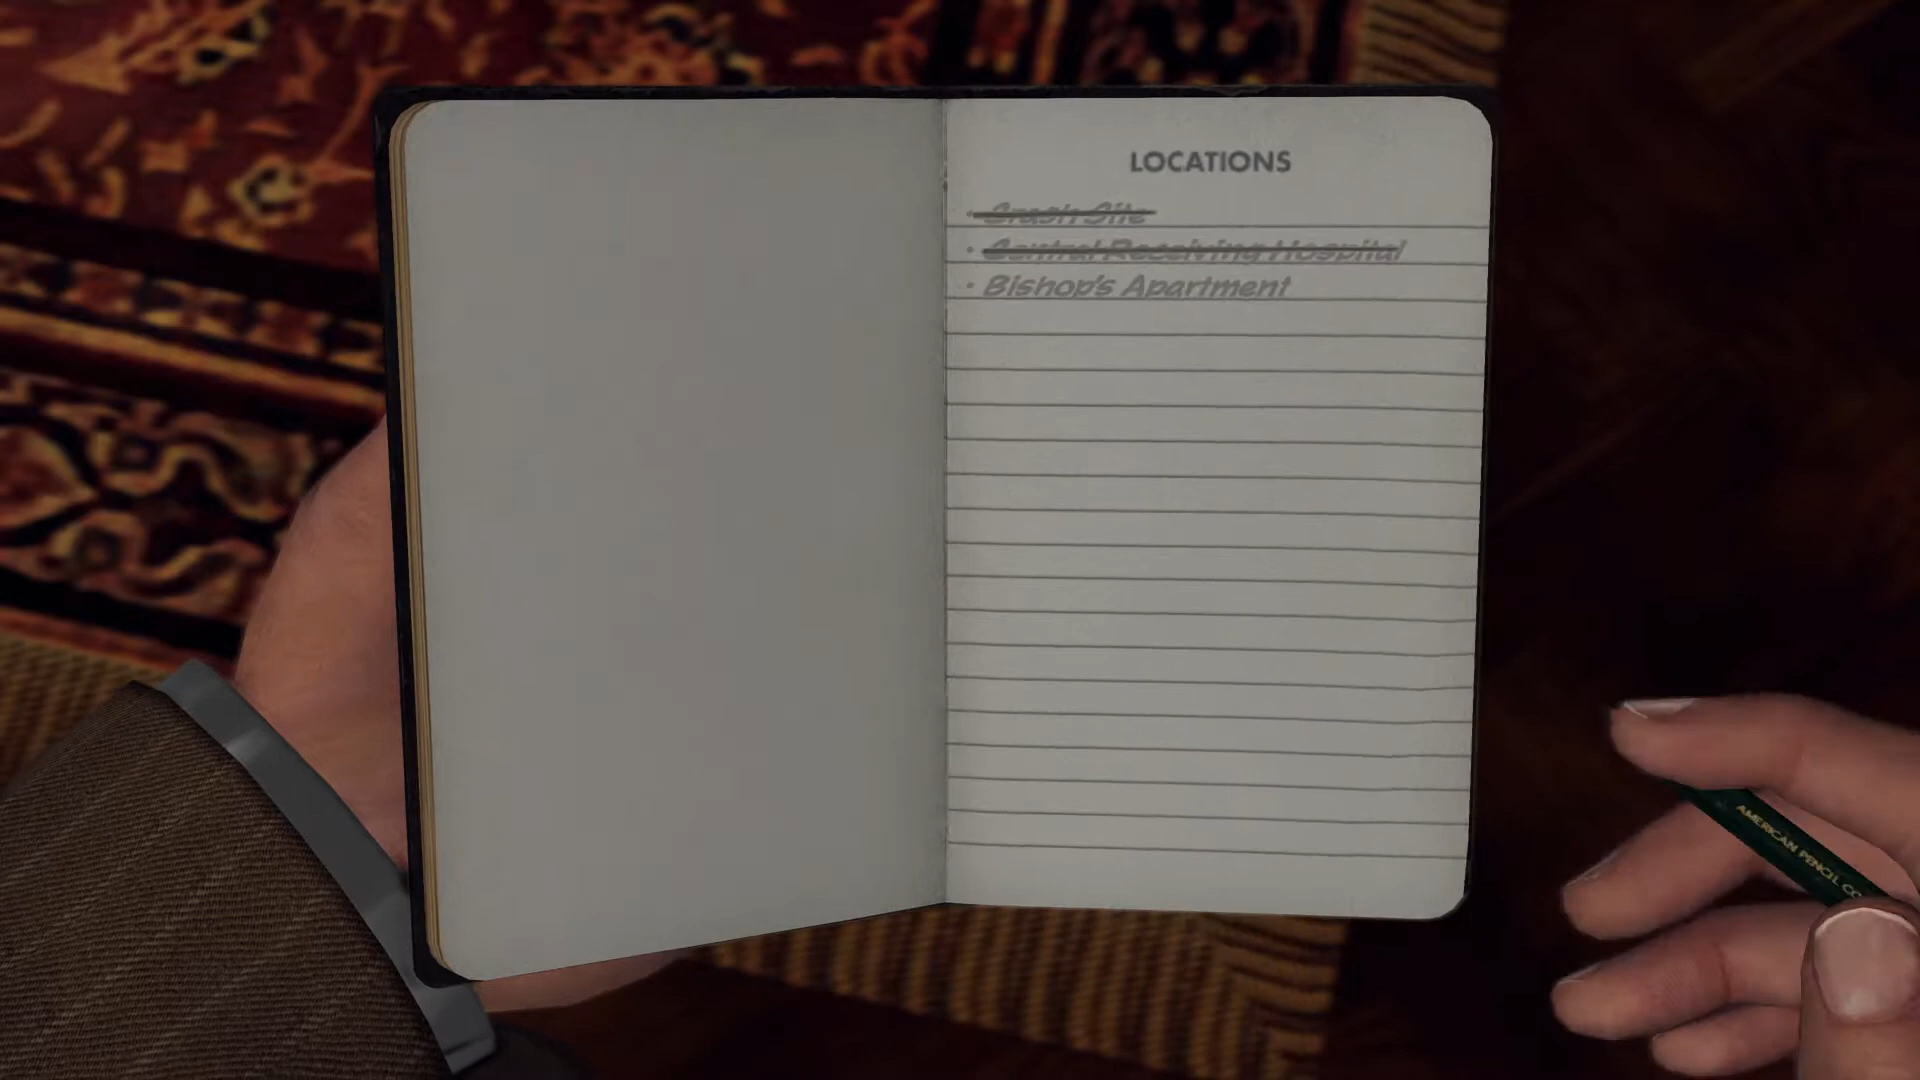 LOCATIONS
· Crash Site
· Central Receiving Hospital
· Bishop's Apartment
AMERICAN PENCIL CO